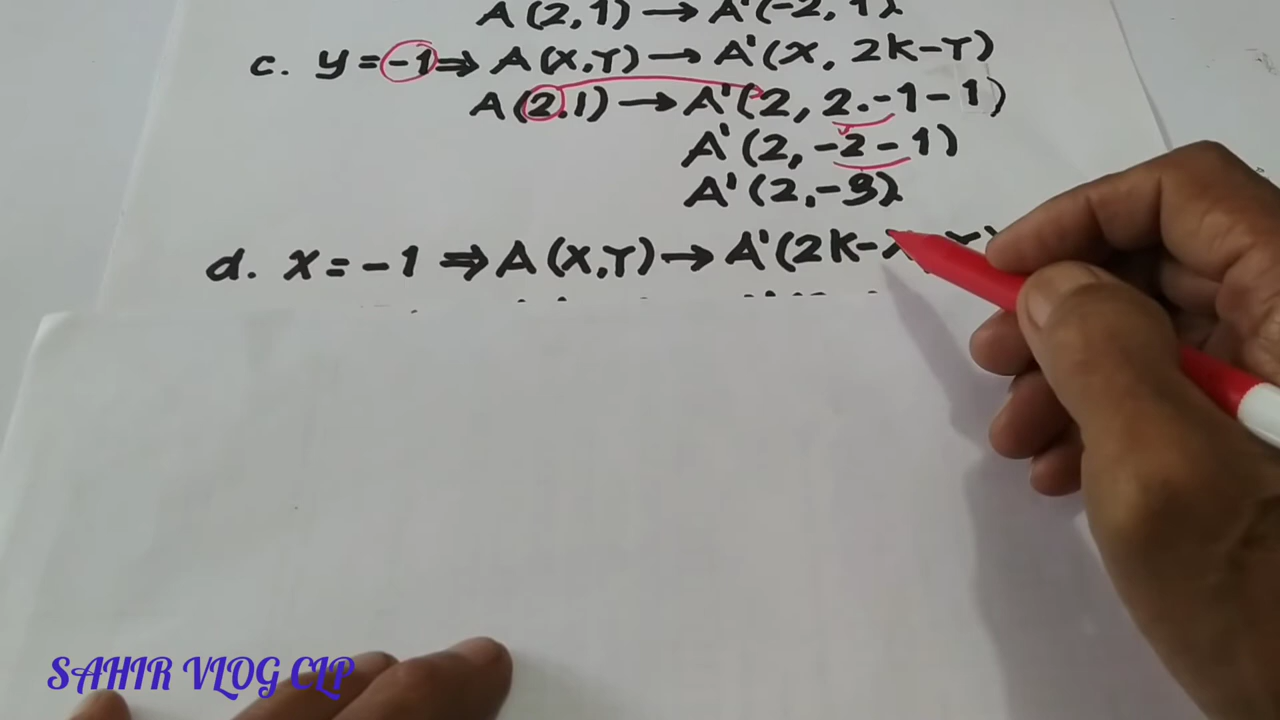 A(2,1) → A'(-2,1)
c. y = -1 ⇒ A(X,Y) → A'(X, 2K-Y)
A(2,1) → A'(2, 2.-1-1)
A'(2, -2-1)
A'(2,-3)
d. X = -1 ⇒ A(X,Y) → A'(2K-X,Y)
SAHIR VLOG CLP